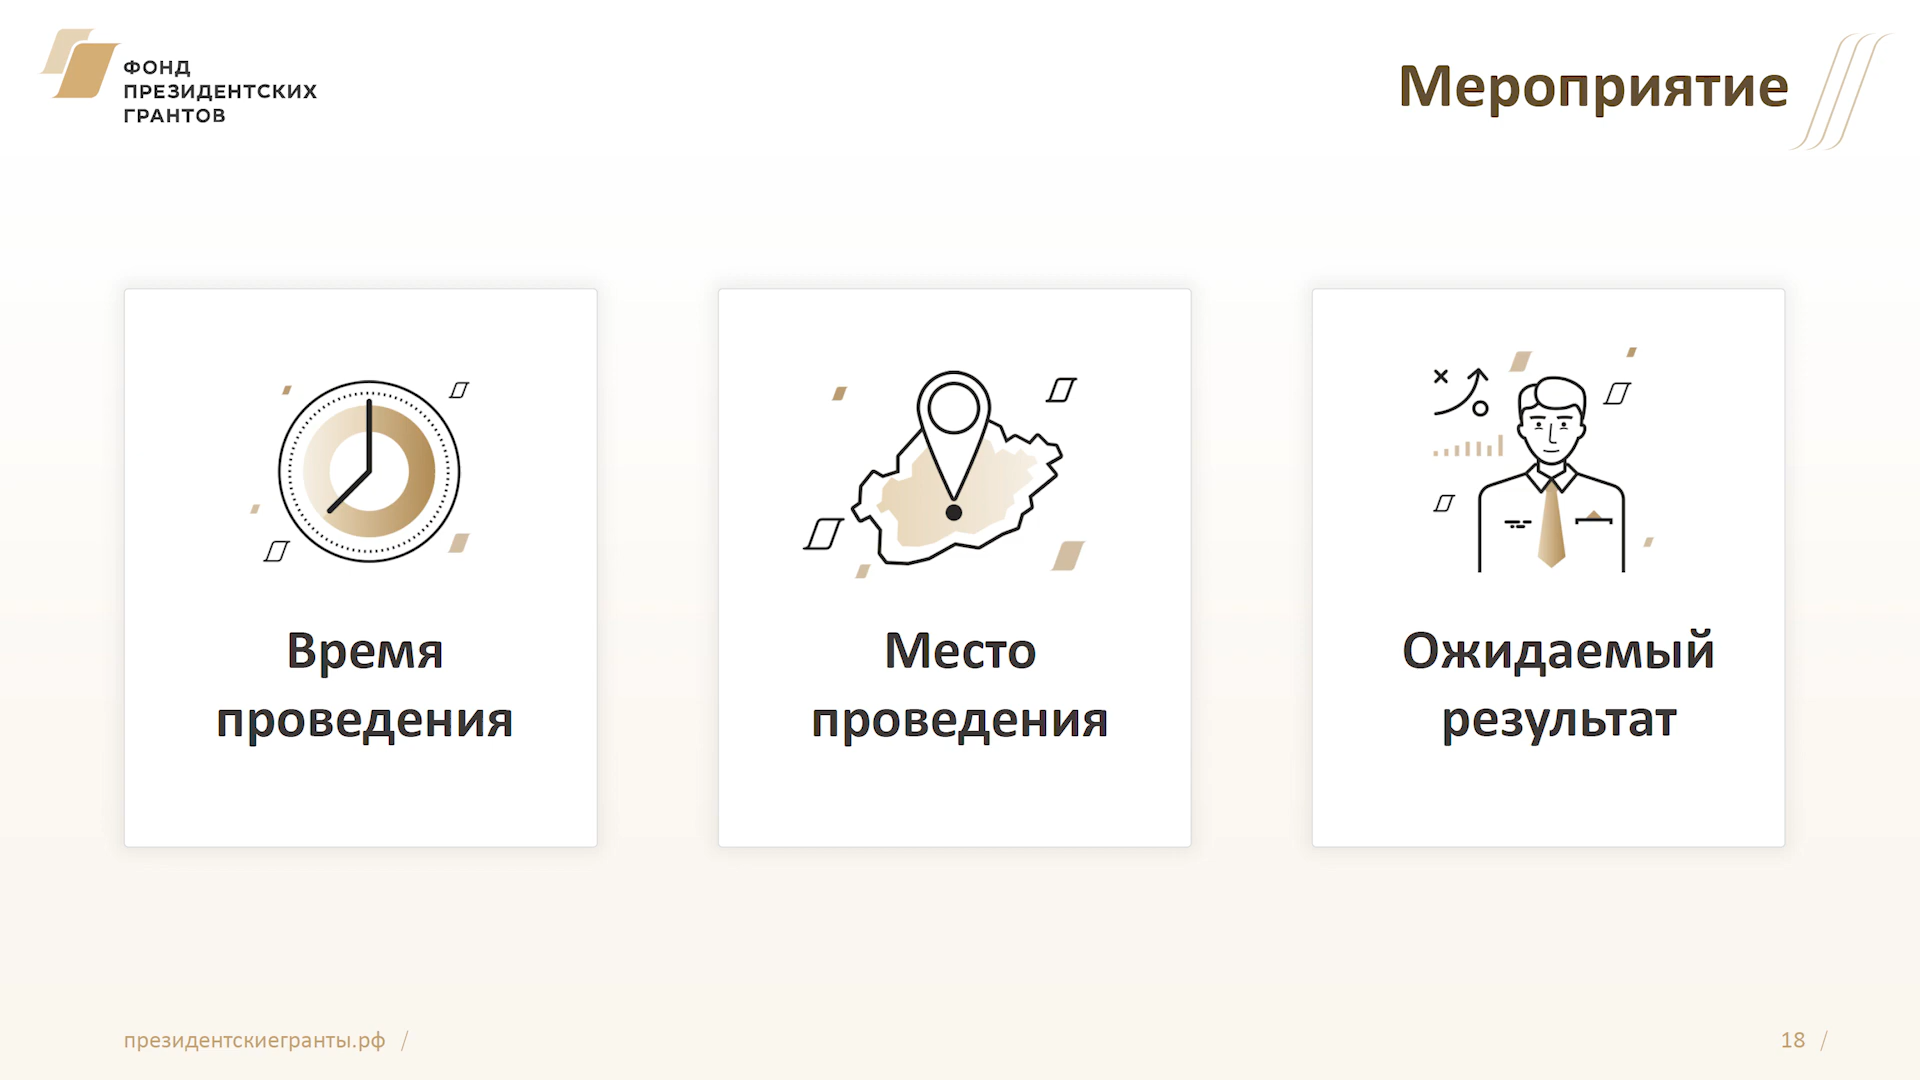 ФОНД
ПРЕЗИДЕНТСКИХ
ГРАНТОВ
Мероприятие
Время
проведения
Место
проведения
Ожидаемый
результат
президентскиегранты.рф /
18 /